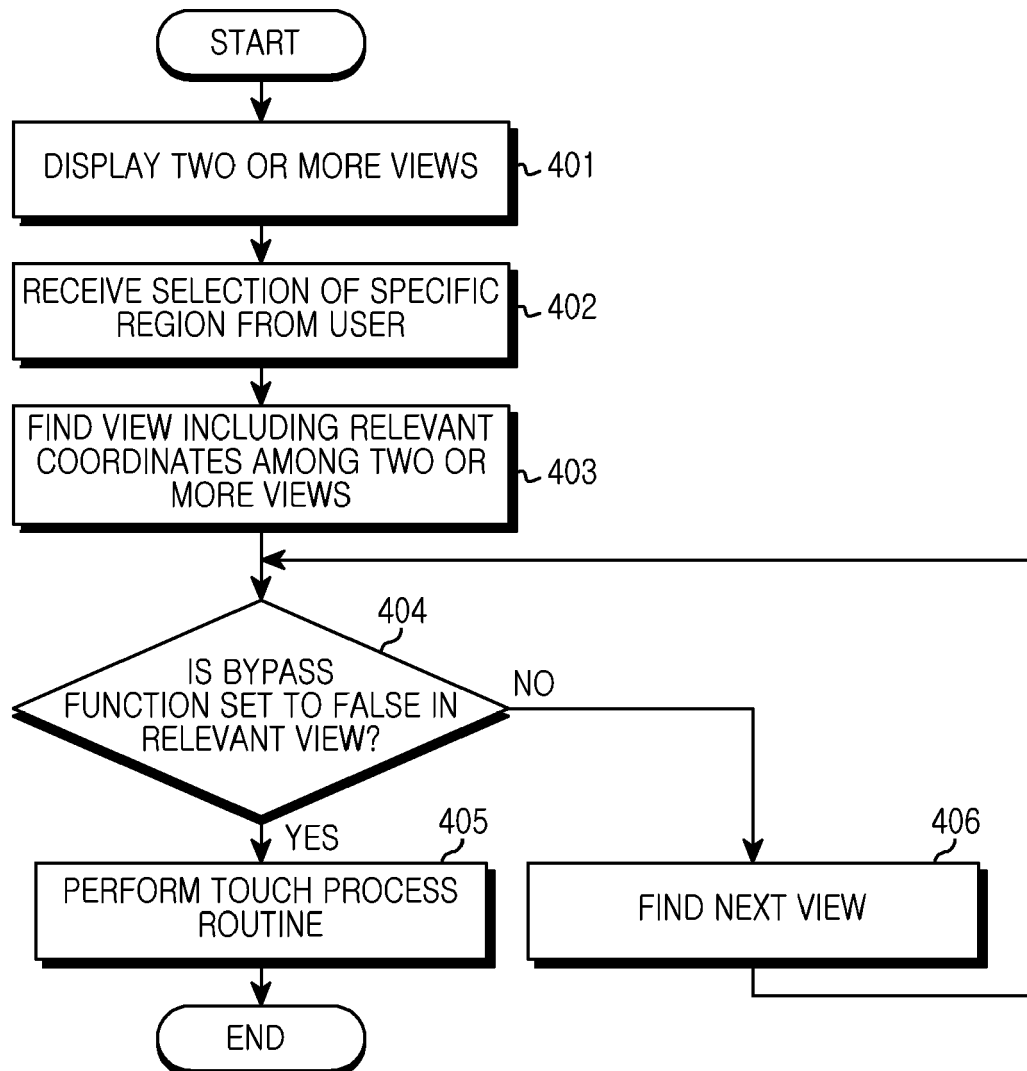 START
DISPLAY TWO OR MORE VIEWS
401
RECEIVE SELECTION OF SPECIFIC
REGION FROM USER
402
FIND VIEW INCLUDING RELEVANT
COORDINATES AMONG TWO OR
MORE VIEWS
403
404
IS BYPASS
FUNCTION SET TO FALSE IN
RELEVANT VIEW?
NO
YES
405
PERFORM TOUCH PROCESS
ROUTINE
406
FIND NEXT VIEW
END